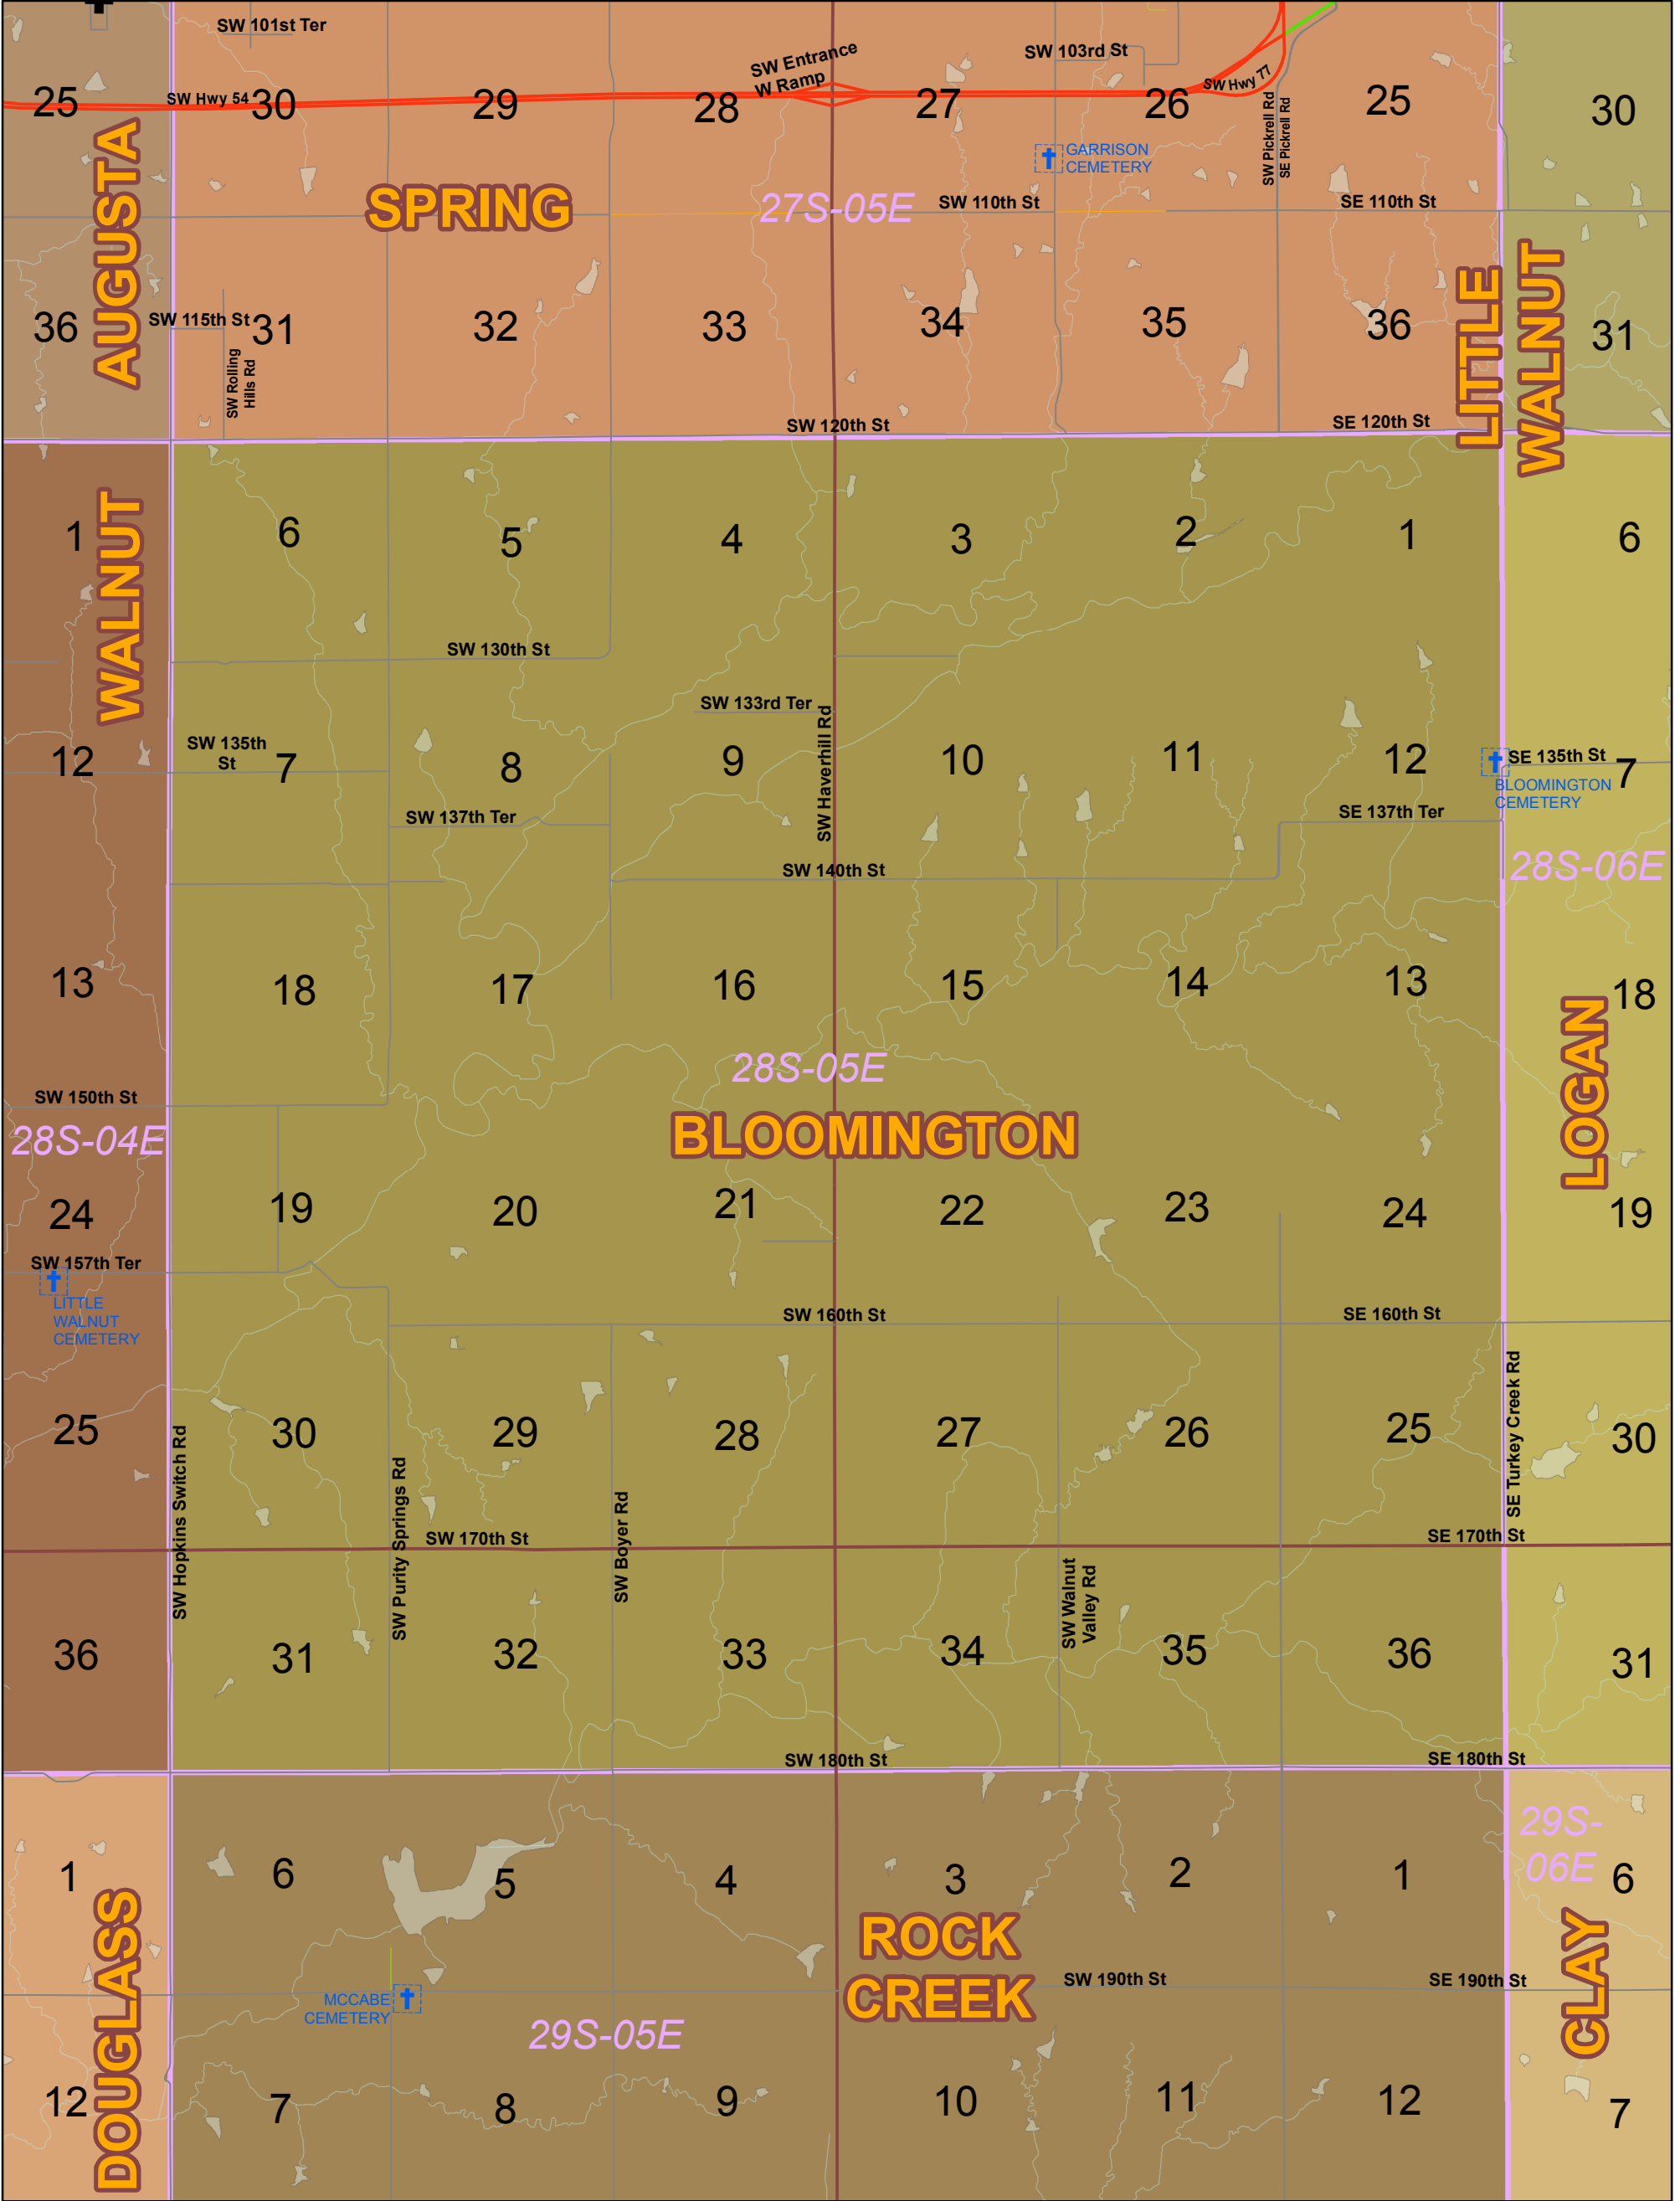 SW 101st Ter
SW Entrance
W Ramp
SW 103rd St
SW Hwy 77
25
SW Hwy 54
30
29
28
27
26
25
30
SW Pickrell Rd
SE Pickrell Rd
GARRISON
CEMETERY
AUGUSTA
SPRING
27S-05E
SW 110th St
SE 110th St
LITTLE
WALNUT
36
SW 115th St
31
32
33
34
35
36
31
SW Rolling
Hills Rd
SW 120th St
SE 120th St
WALNUT
1
6
5
4
3
2
1
6
SW 130th St
SW 133rd Ter
SW Haverhill Rd
12
SW 135th
St
7
8
9
10
11
12
SE 135th St
7
BLOOMINGTON
CEMETERY
SW 137th Ter
SE 137th Ter
SW 140th St
28S-06E
13
18
17
16
15
14
13
18
LOGAN
28S-05E
SW 150th St
28S-04E
BLOOMINGTON
24
19
20
21
22
23
24
19
SW 157th Ter
LITTLE
WALNUT
CEMETERY
SW 160th St
SE 160th St
SE Turkey Creek Rd
25
30
29
28
27
26
25
30
SW Hopkins Switch Rd
SW Purity Springs Rd
SW Boyer Rd
SW 170th St
SE 170th St
SW Walnut
Valley Rd
36
31
32
33
34
35
36
31
SW 180th St
SE 180th St
29S-
06E
1
6
5
4
3
2
1
6
DOUGLASS
ROCK
CREEK
CLAY
SW 190th St
SE 190th St
MCCABE
CEMETERY
29S-05E
12
7
8
9
10
11
12
7